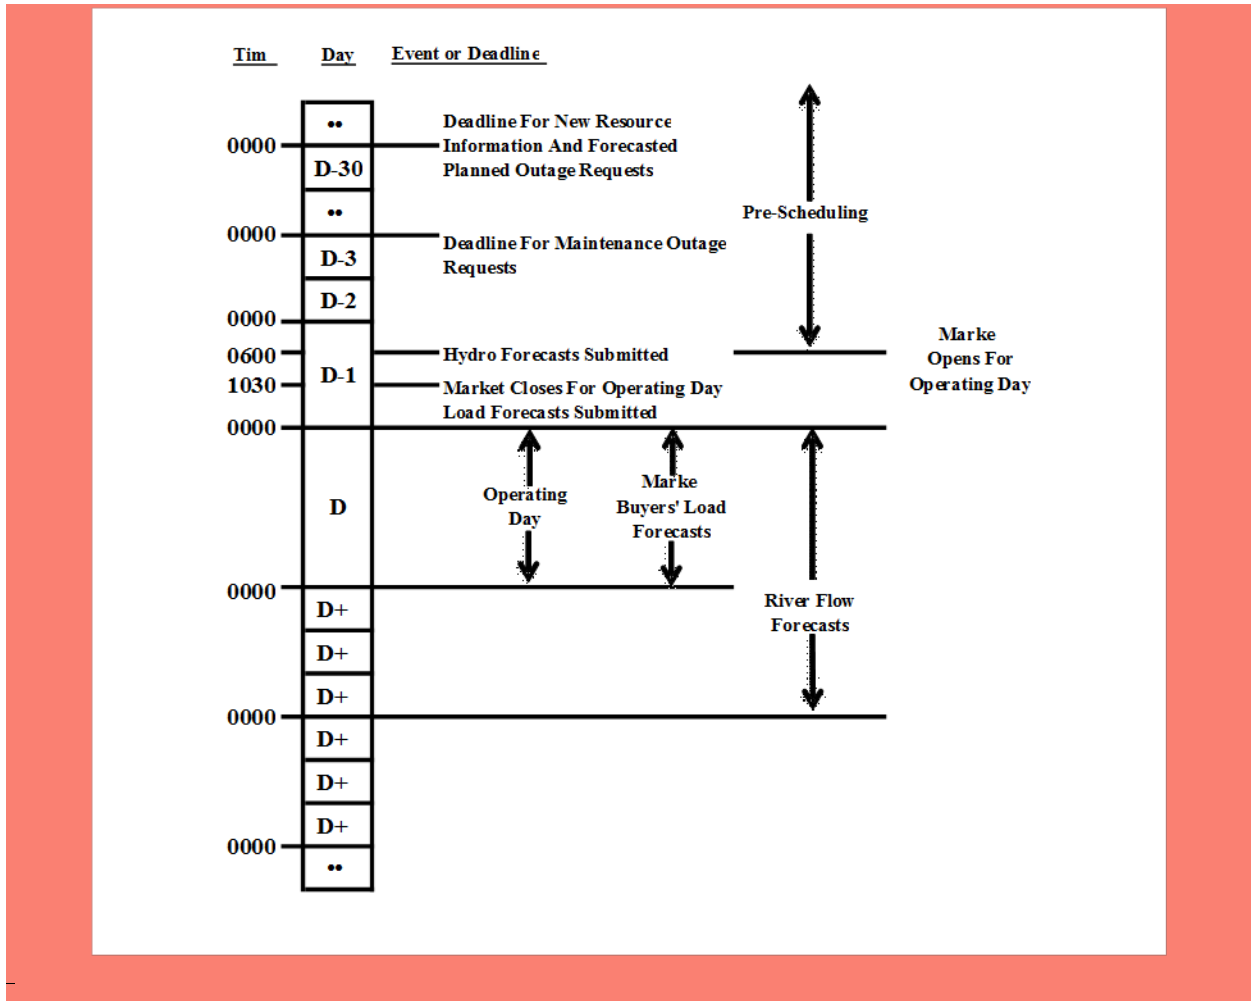 Tim Day Event or Deadline
••
Deadline For New Resource
0000 Information And Forecasted
D-30 Planned Outage Requests
••
Pre-Scheduling
0000
Deadline For Maintenance Outage
D-3
Requests
D-2
0000
Marke
0600 Hydro Forecasts Submitted
Opens For
D-1
1030 Market Closes For Operating Day
Operating Day
Load Forecasts Submitted
0000
Marke
Operating
Buyers' Load
D
Day
Forecasts
0000
River Flow
D+
Forecasts
D+
D+
0000
D+
D+
D+
0000
••